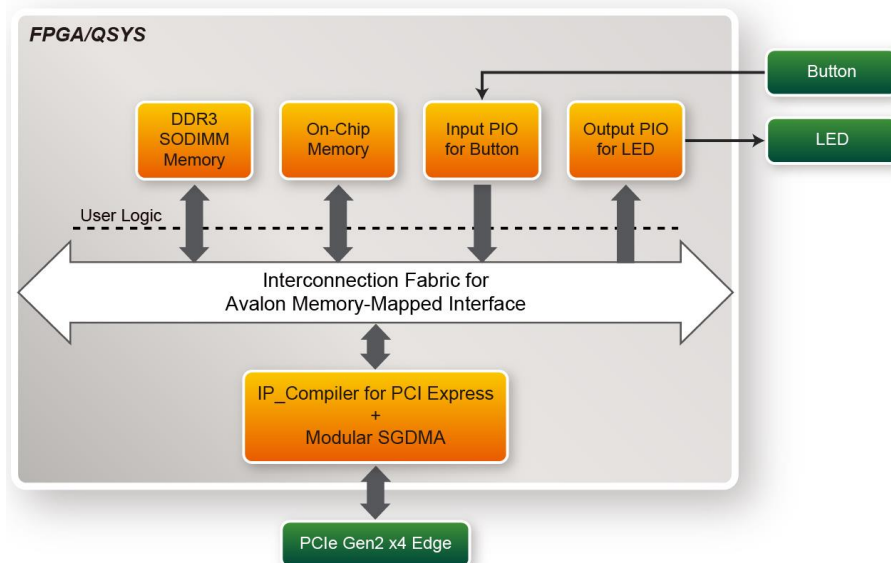 FPGA/QSYS
Button
DDR3
SODIMM
Memory
On-Chip
Memory
Input PIO
for Button
Output PIO
for LED
LED
User Logic
Interconnection Fabric for
Avalon Memory-Mapped Interface
IP_Compiler for PCI Express
+
Modular SGDMA
PCIe Gen2 x4 Edge